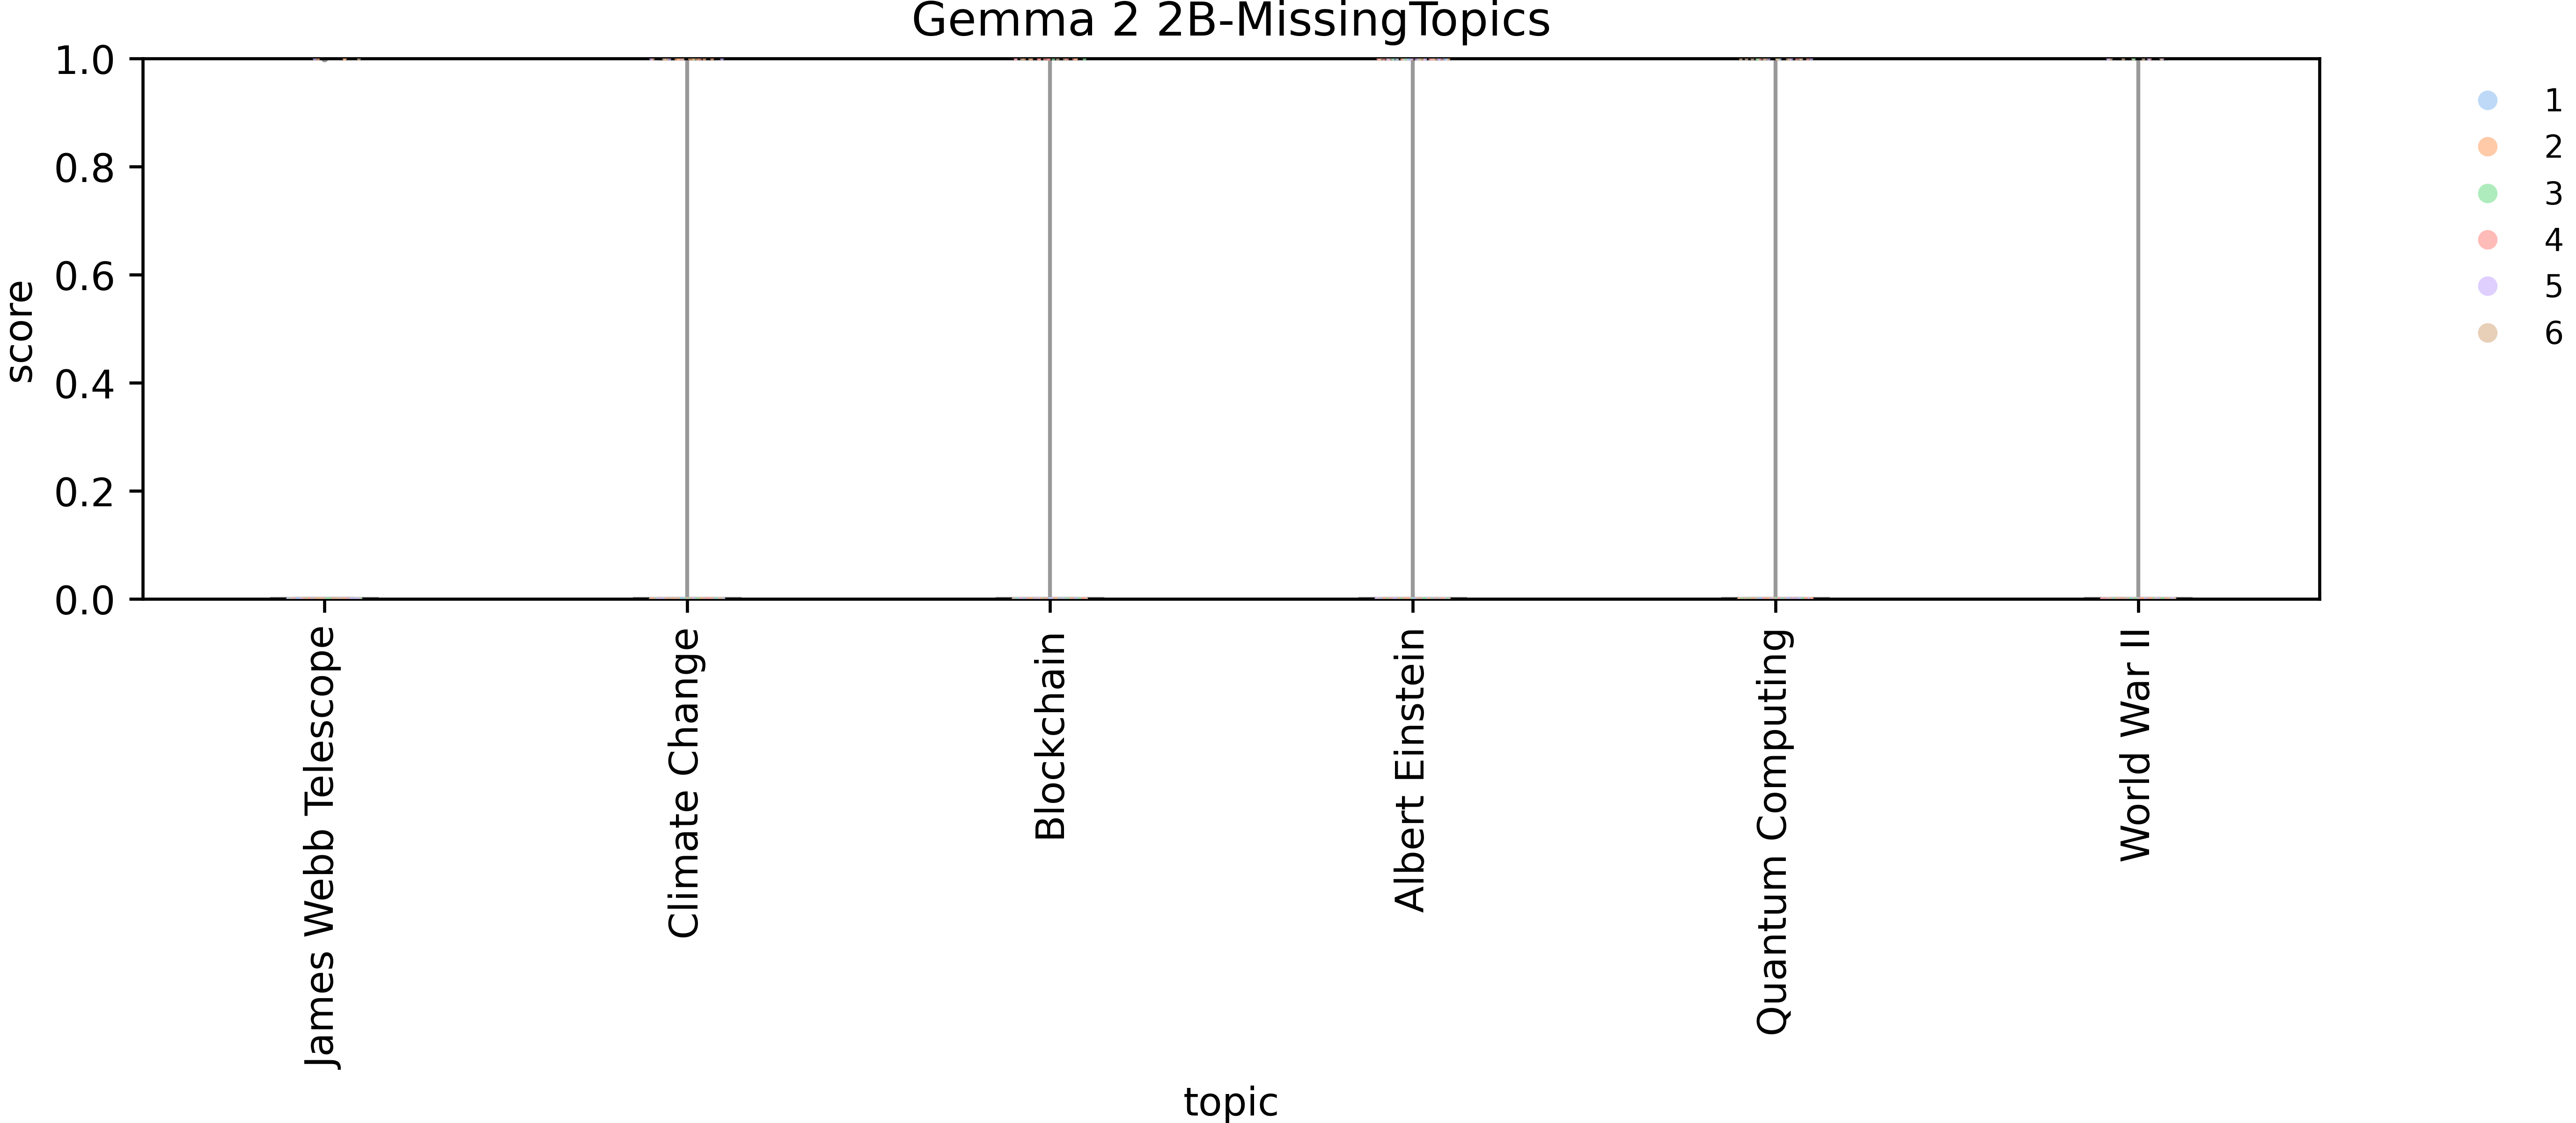 Gemma 2 2B-MissingTopics
1.0
0.8
0.6
0.4
0.2
0.0
score
James Webb Telescope
Climate Change
Blockchain
Albert Einstein
Quantum Computing
World War II
topic
1
2
3
4
5
6